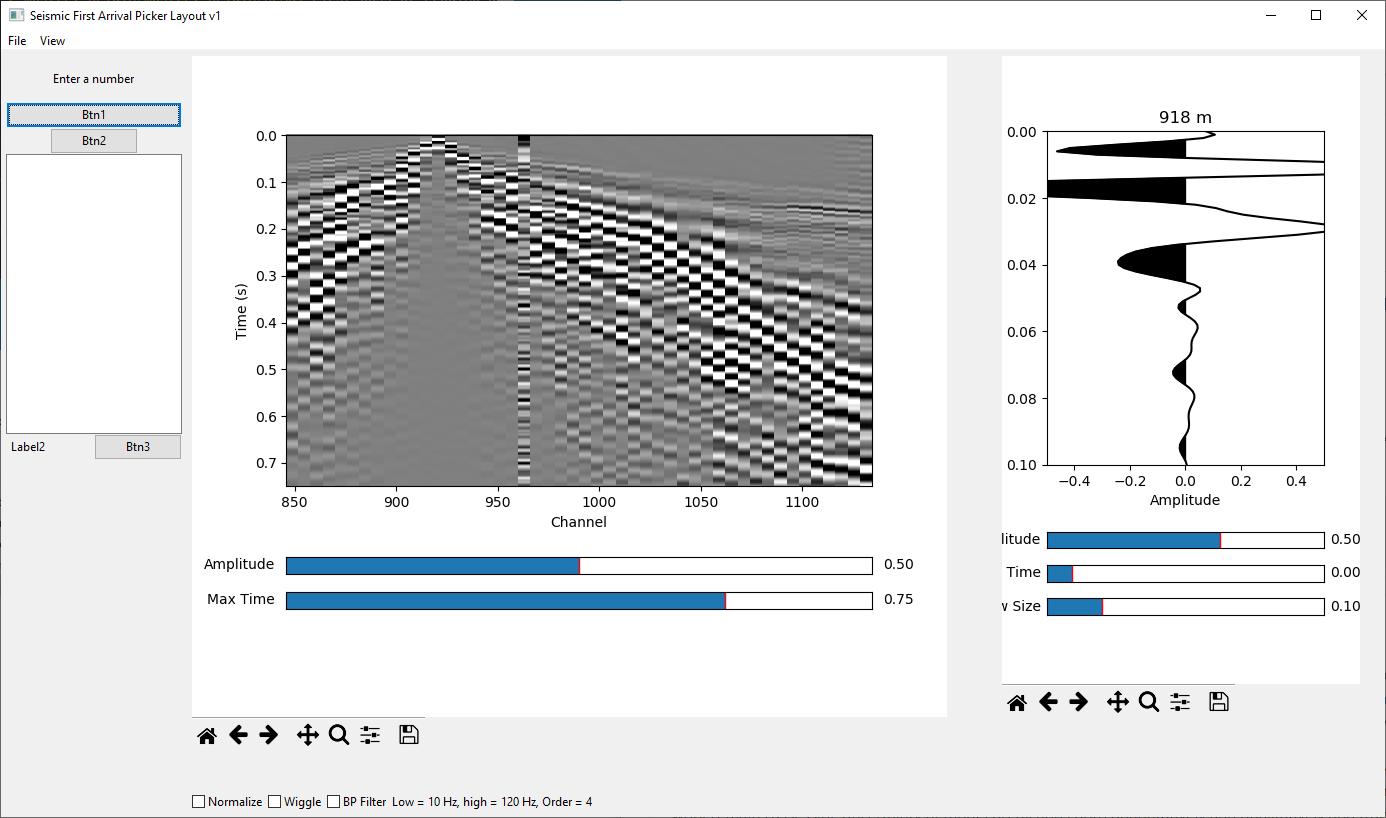 Seismic First Arrival Picker Layout v1
File View
Enter a number
Btn1
Btn2
Label2 Btn3
0.0
0.1
0.2
0.3
0.4
0.5
0.6
0.7
Time (s)
850 900 950 1000 1050 1100
Channel
Amplitude 0.50
Max Time 0.75
918 m
0.00
0.02
0.04
0.06
0.08
0.10
−0.4 −0.2 0.0 0.2 0.4
Amplitude
litude 0.50
Time 0.00
w Size 0.10
Normalize Wiggle BP Filter Low = 10 Hz, high = 120 Hz, Order = 4